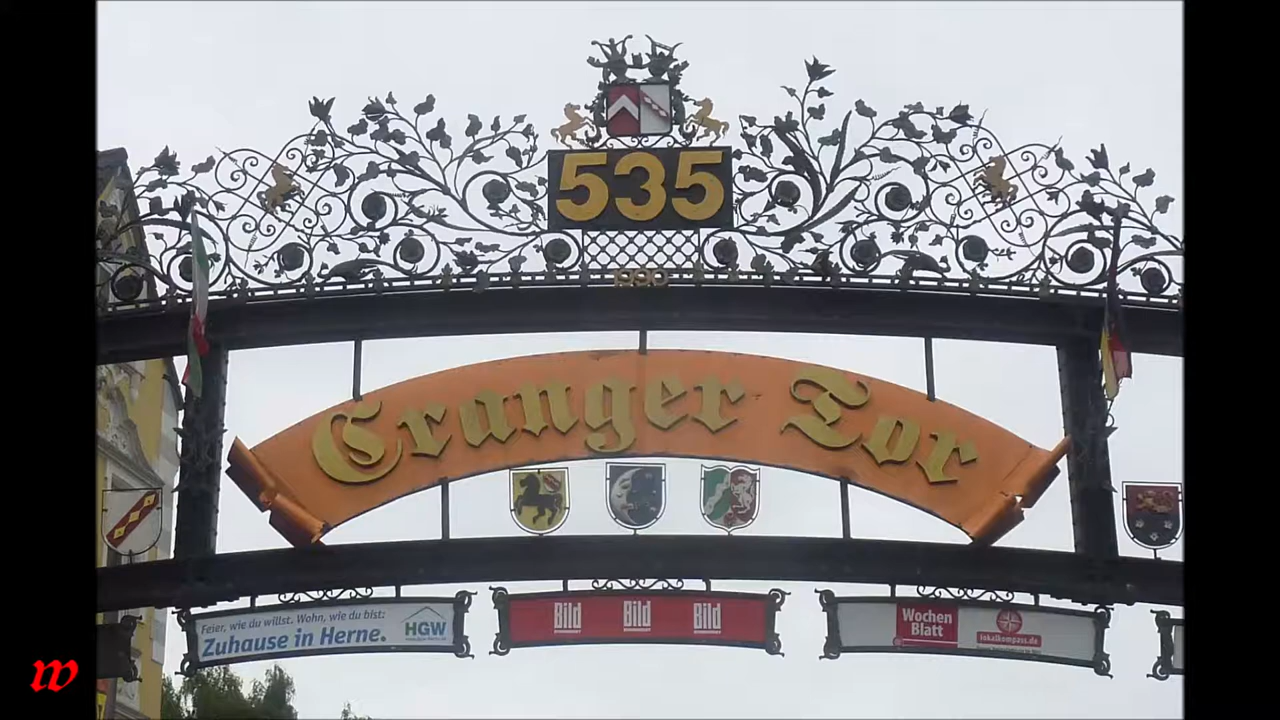 535
1990
Cranger Tor
Feier, wie du willst. Wohn, wie du bist:
Zuhause in Herne.
HGW
Bild Bild Bild
Wochen
Blatt
lokalkompass.de
w